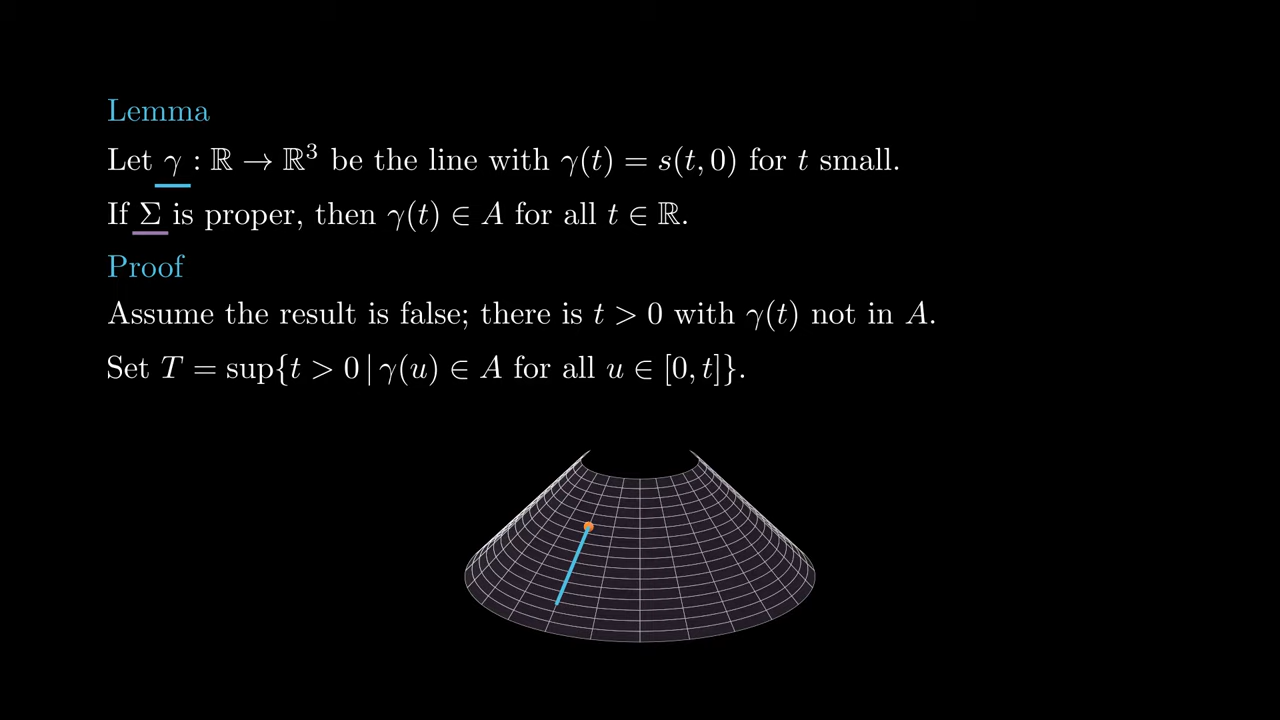 Lemma
Let γ : ℝ → ℝ³ be the line with γ(t) = s(t, 0) for t small.
If Σ is proper, then γ(t) ∈ A for all t ∈ ℝ.
Proof
Assume the result is false; there is t > 0 with γ(t) not in A.
Set T = sup{t > 0 | γ(u) ∈ A for all u ∈ [0, t]}.